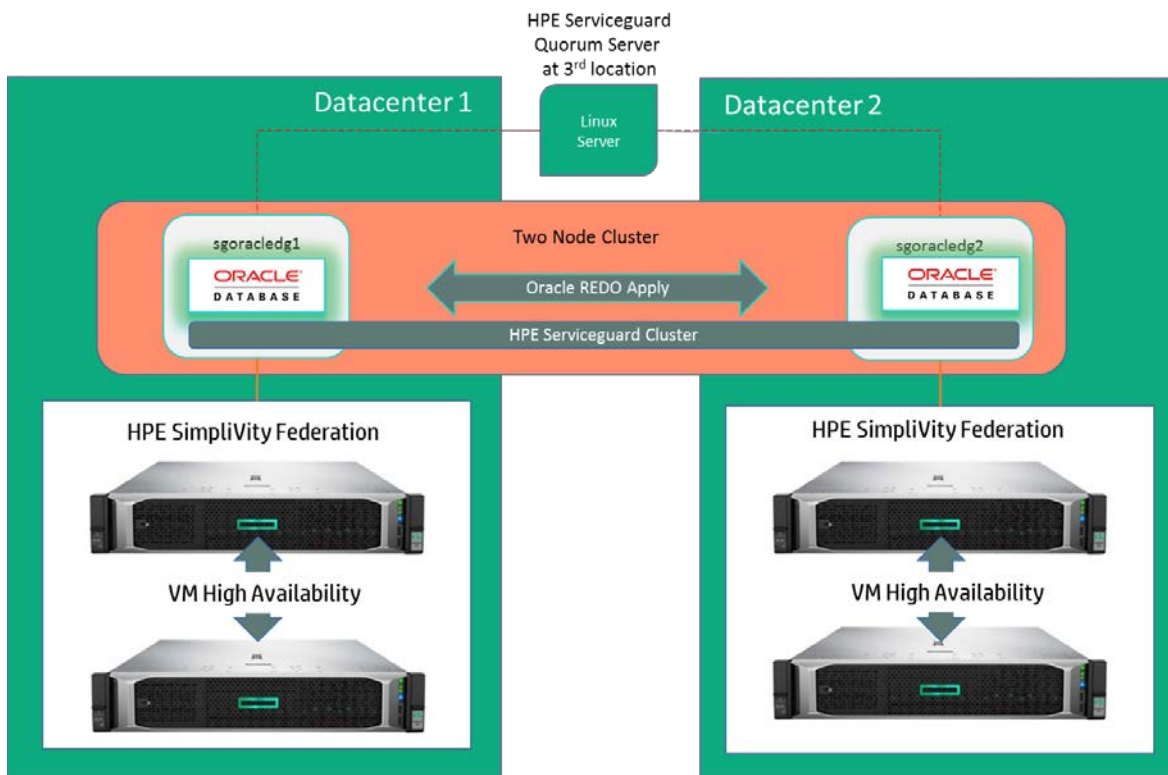 HPE Serviceguard
Quorum Server
at 3rd location
Datacenter 1
Datacenter 2
Linux
Server
sgoracledg1
Two Node Cluster
sgoracledg2
ORACLE
DATABASE
Oracle REDO Apply
ORACLE
DATABASE
HPE Serviceguard Cluster
HPE SimpliVity Federation
VM High Availability
HPE SimpliVity Federation
VM High Availability